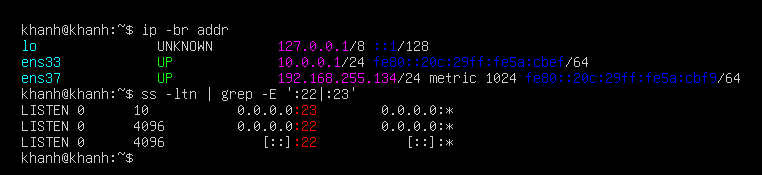 khanh@khanh:~$ ip -br addr
lo               UNKNOWN        127.0.0.1/8 ::1/128
ens33            UP             10.0.0.1/24 fe80::20c:29ff:fe5a:cbef/64
ens37            UP             192.168.255.134/24 metric 1024 fe80::20c:29ff:fe5a:cbf9/64
khanh@khanh:~$ ss -ltn | grep -E ':22|:23'
LISTEN 0      10           0.0.0.0:23        0.0.0.0:*
LISTEN 0      4096         0.0.0.0:22        0.0.0.0:*
LISTEN 0      4096            [::]:22           [::]:*
khanh@khanh:~$